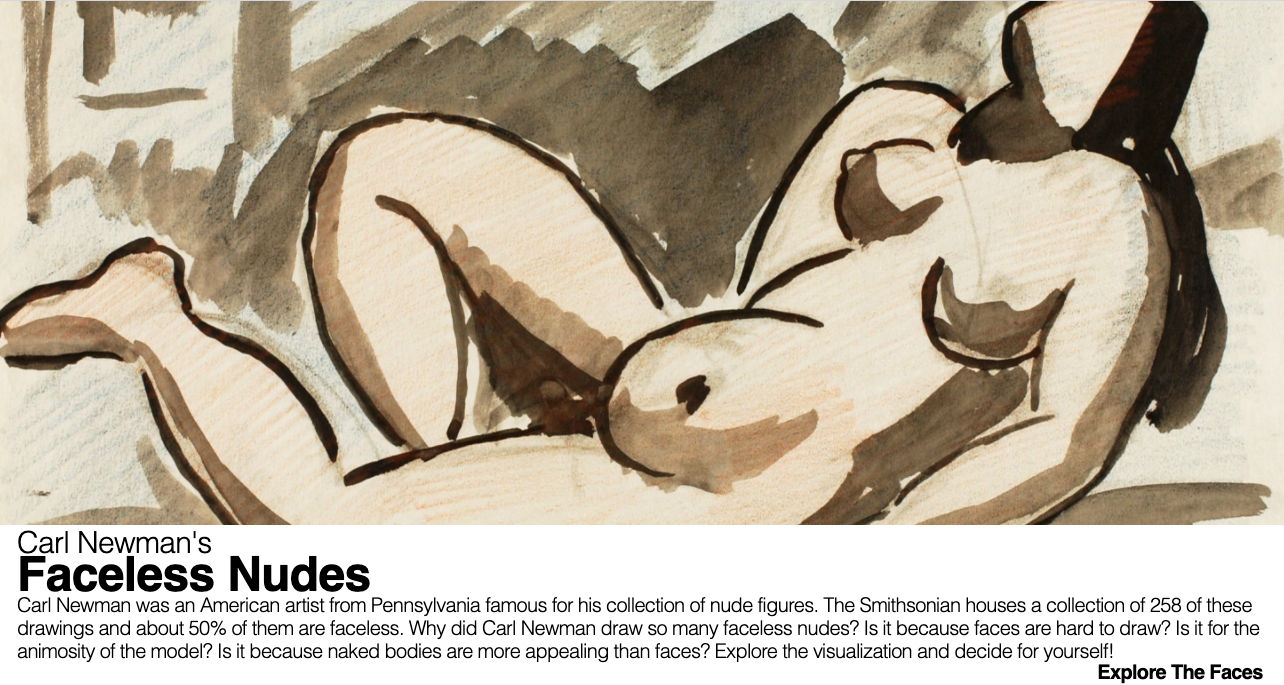 Carl Newman's
Faceless Nudes
Carl Newman was an American artist from Pennsylvania famous for his collection of nude figures. The Smithsonian houses a collection of 258 of these
drawings and about 50% of them are faceless. Why did Carl Newman draw so many faceless nudes? Is it because faces are hard to draw? Is it for the
animosity of the model? Is it because naked bodies are more appealing than faces? Explore the visualization and decide for yourself!
Explore The Faces